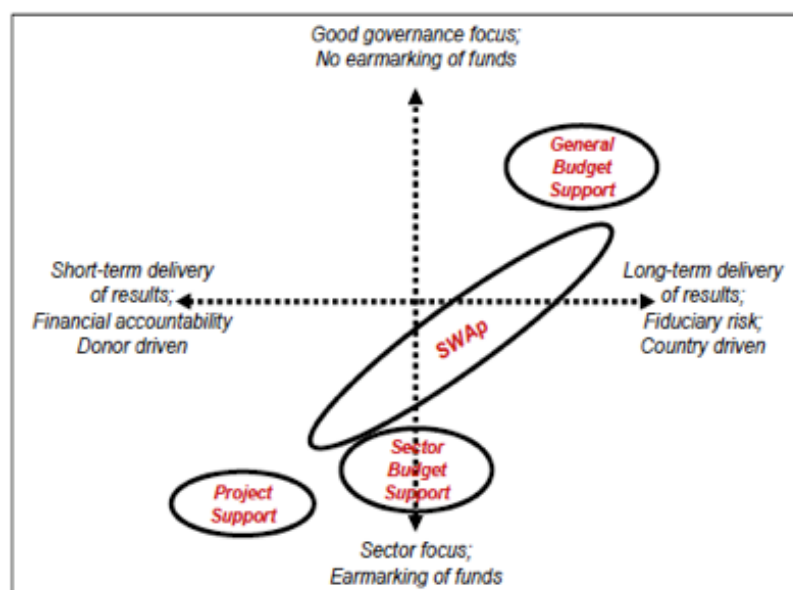 Good governance focus;
No earmarking of funds
General
Budget
Support
Short-term delivery
of results;
Financial accountability
Donor driven
Long-term delivery
of results;
Fiduciary risk;
Country driven
SWAp
Sector
Budget
Support
Project
Support
Sector focus;
Earmarking of funds